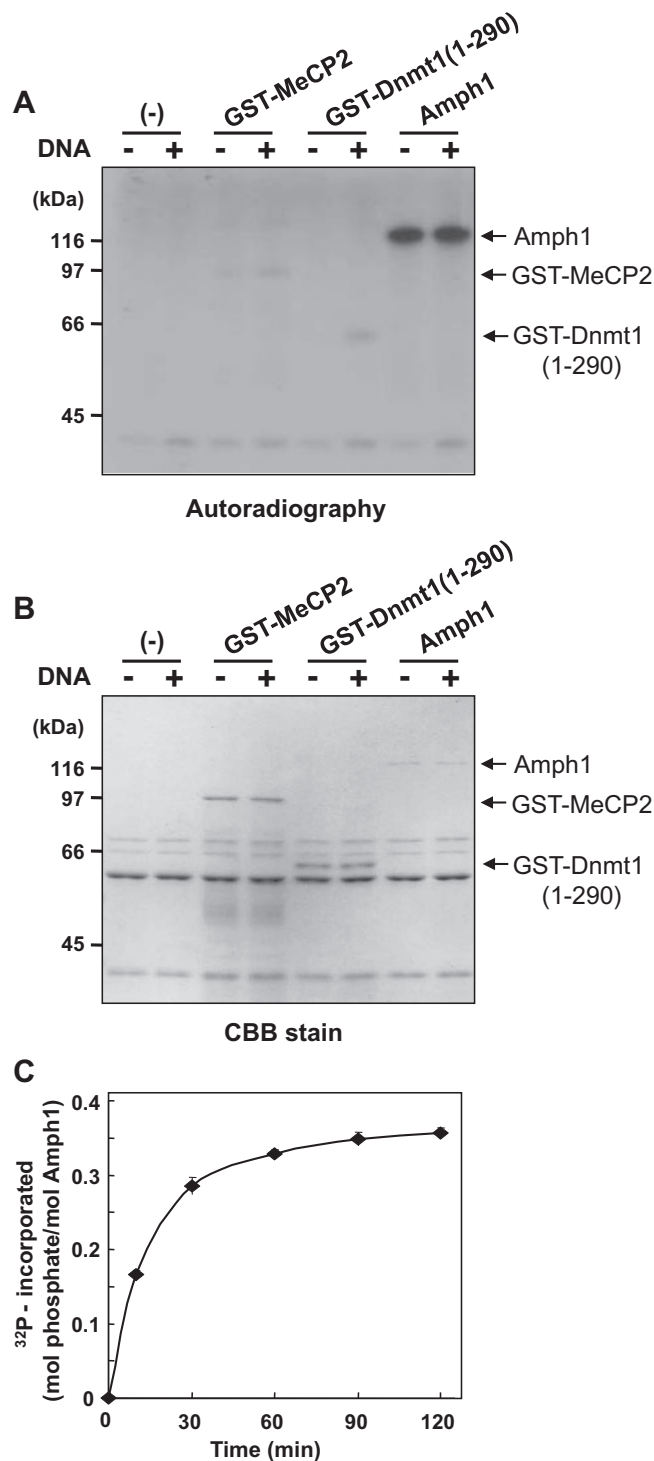 A
(-)
GST-MeCP2
GST-Dnmt1(1-290)
Amph1
DNA
- + - + - + - +
(kDa)
116
97
66
45
Amph1
GST-MeCP2
GST-Dnmt1
(1-290)
Autoradiography
B
(-)
GST-MeCP2
GST-Dnmt1(1-290)
Amph1
DNA
- + - + - + - +
(kDa)
116
97
66
45
Amph1
GST-MeCP2
GST-Dnmt1
(1-290)
CBB stain
C
32P - incorporated
(mol phosphate/mol Amph1)
0.4
0.3
0.2
0.1
0
0 30 60 90 120
Time (min)